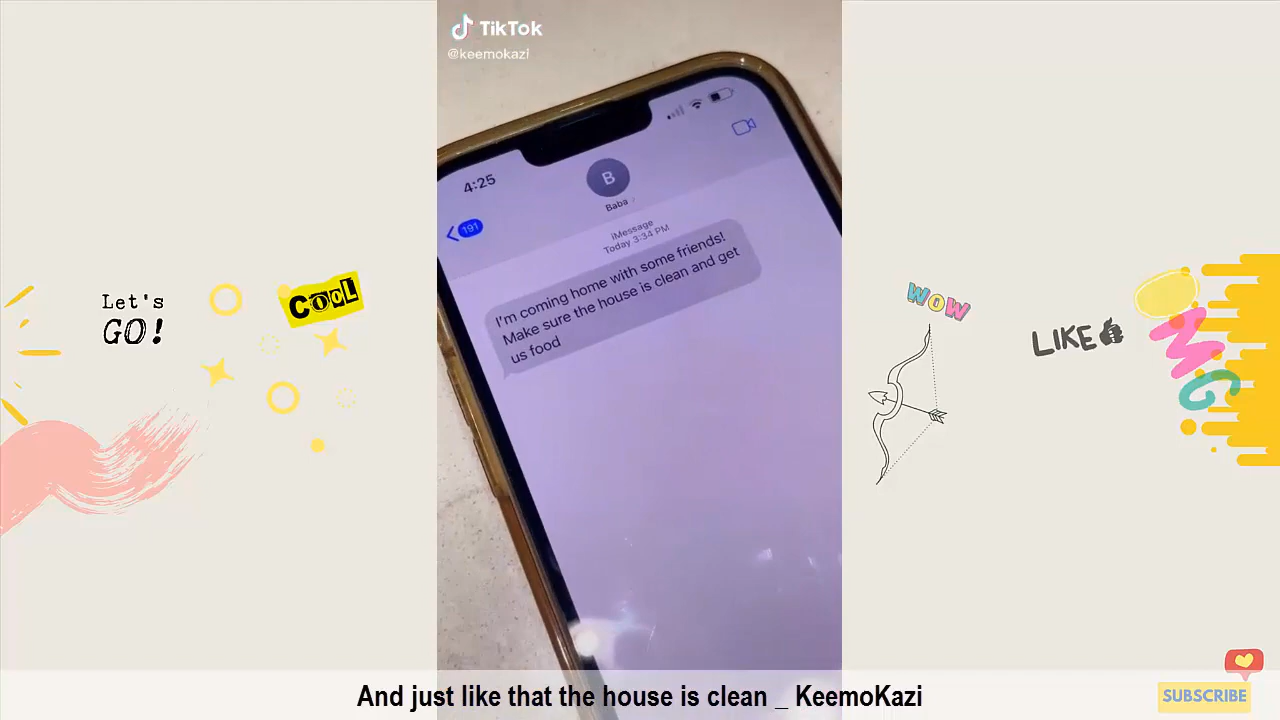 TikTok
@keemokazi
4:25
191
B
Baba
iMessage
Today 3:34 PM
I'm coming home with some friends!
Make sure the house is clean and get
us food
Let's
GO!
COOL
WOW
LIKE
OMG
And just like that the house is clean _ KeemoKazi
SUBSCRIBE